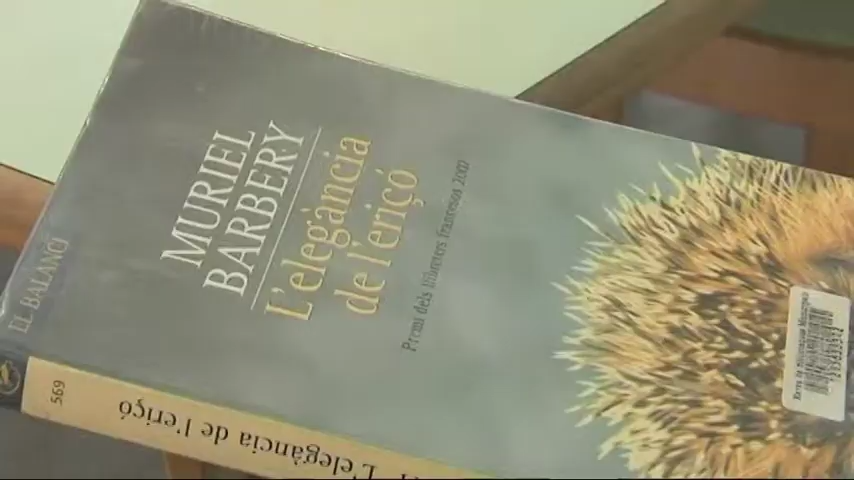 EL BALANCÍ
MURIEL
BARBERY
L'elegància
de l'eriçó
Premi dels llibreters francesos 2007
569
L'elegància de l'eriçó